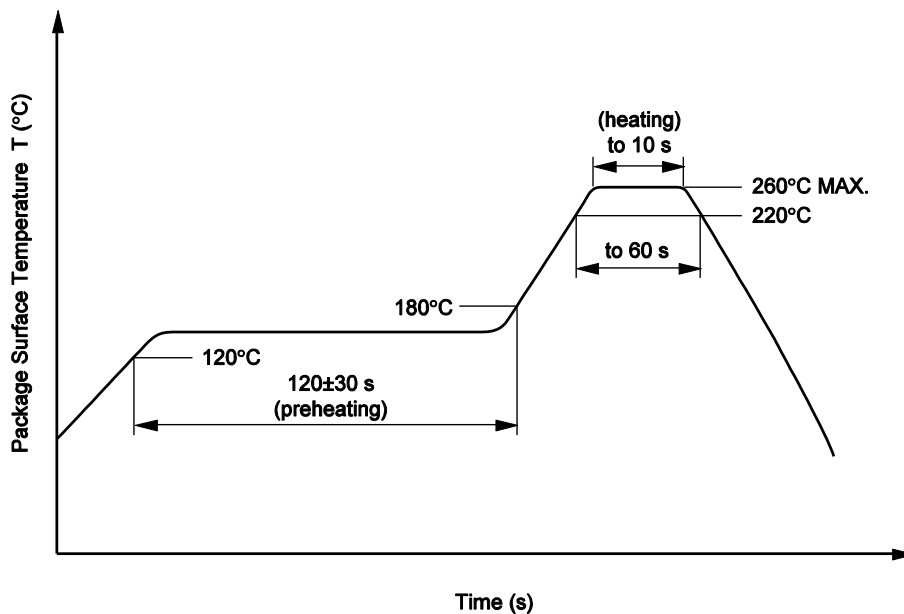 Package Surface Temperature T (°C)
(heating)
to 10 s
260°C MAX.
220°C
to 60 s
180°C
120°C
120±30 s
(preheating)
Time (s)